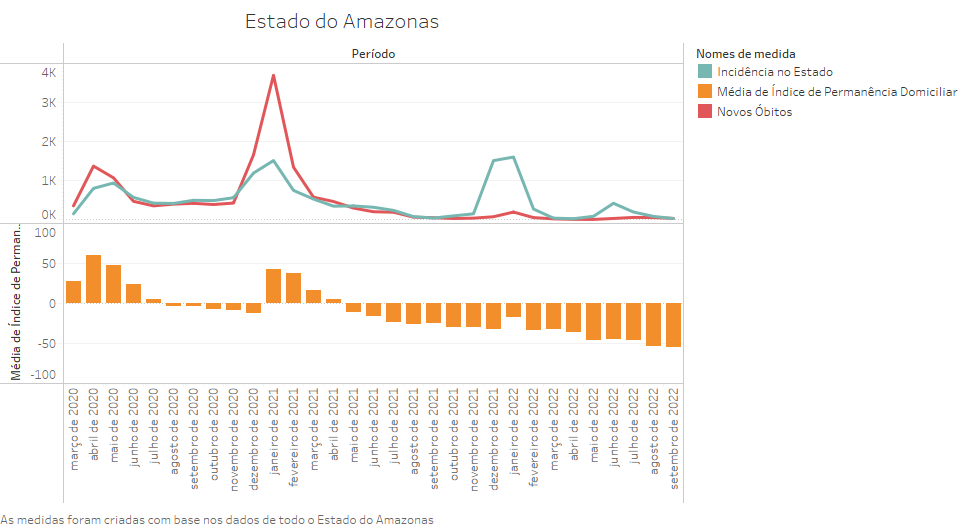 Estado do Amazonas
Período
4K
3K
2K
1K
0K
Média de Índice de Perman..
100
50
0
-50
-100
março de 2020
abril de 2020
maio de 2020
junho de 2020
julho de 2020
agosto de 2020
setembro de 2020
outubro de 2020
novembro de 2020
dezembro de 2020
janeiro de 2021
fevereiro de 2021
março de 2021
abril de 2021
maio de 2021
junho de 2021
julho de 2021
agosto de 2021
setembro de 2021
outubro de 2021
novembro de 2021
dezembro de 2021
janeiro de 2022
fevereiro de 2022
março de 2022
abril de 2022
maio de 2022
junho de 2022
julho de 2022
agosto de 2022
setembro de 2022
Nomes de medida
Incidência no Estado
Média de Índice de Permanência Domiciliar
Novos Óbitos
As medidas foram criadas com base nos dados de todo o Estado do Amazonas